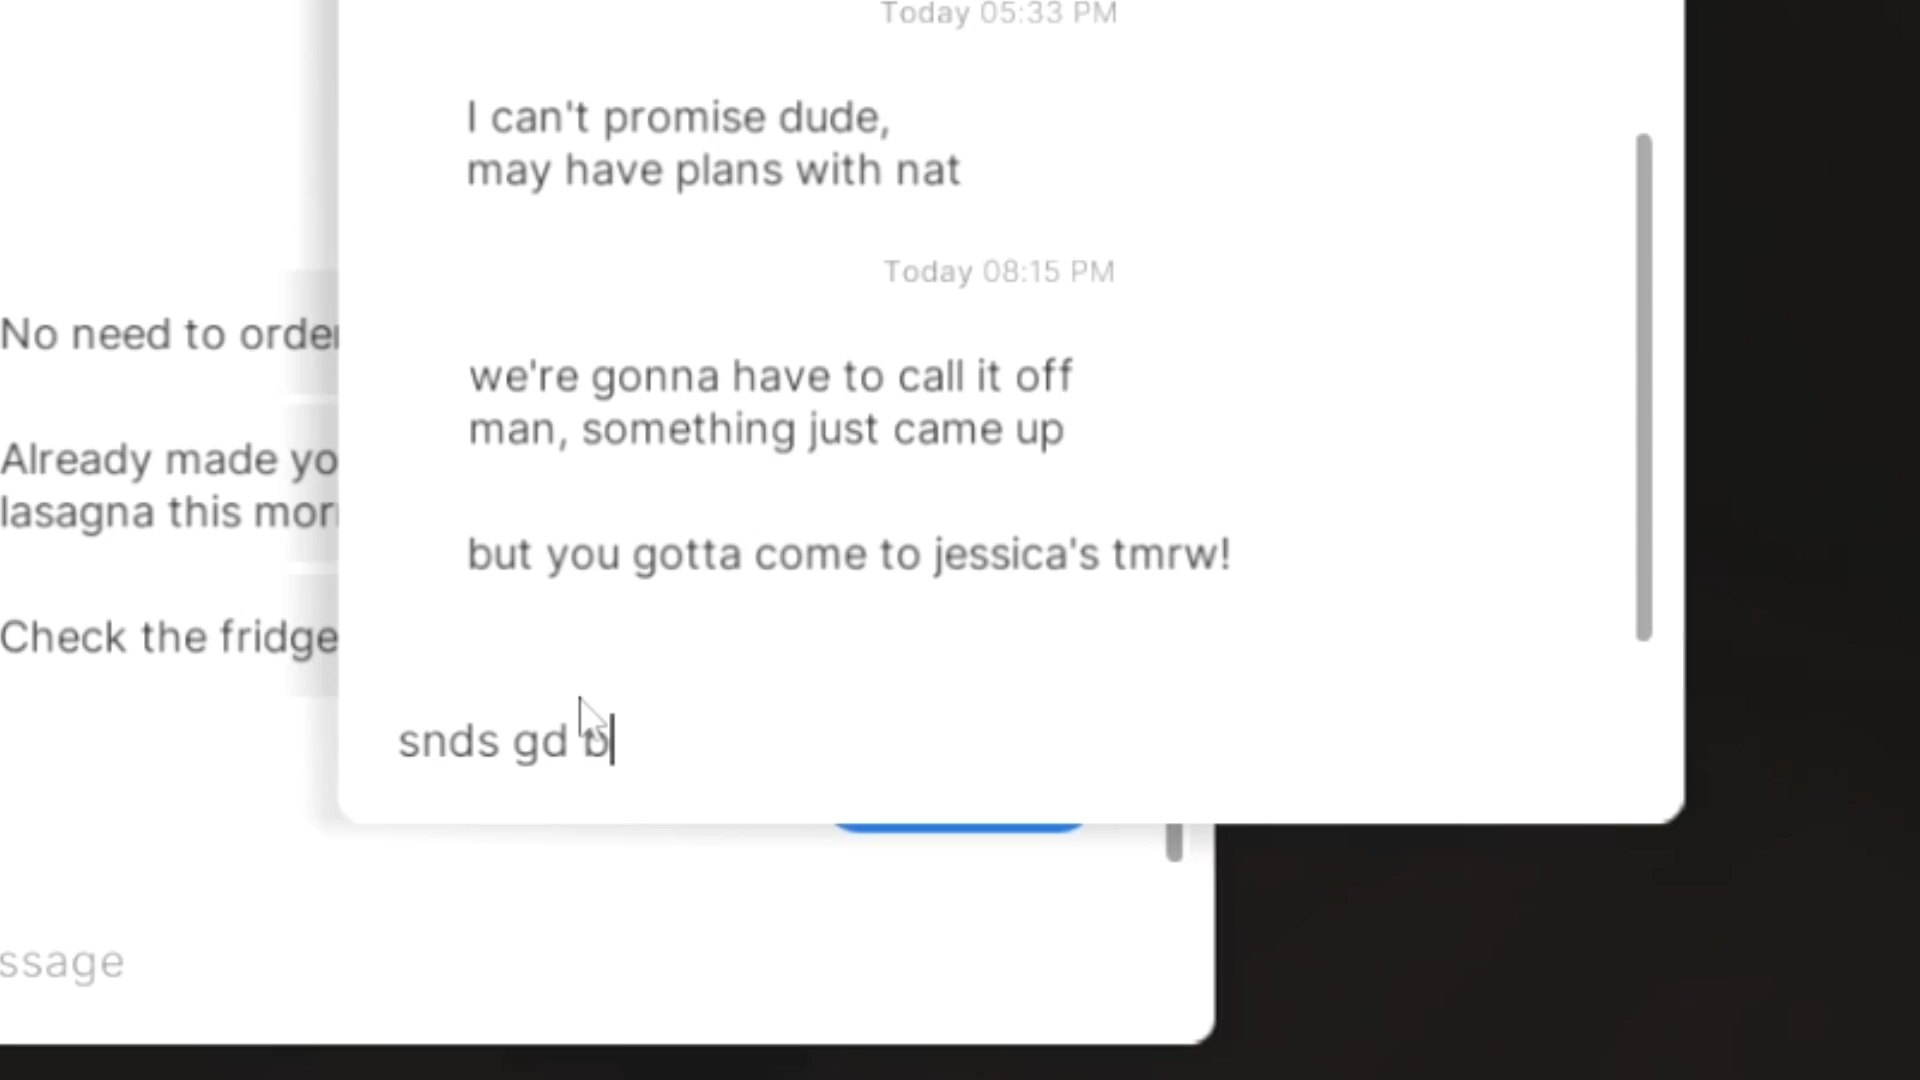 Today 05:33 PM
I can't promise dude,
may have plans with nat
Today 08:15 PM
we're gonna have to call it off
man, something just came up
but you gotta come to jessica's tmrw!
snds gd b
No need to order
Already made yo
lasagna this mor
Check the fridge
ssage